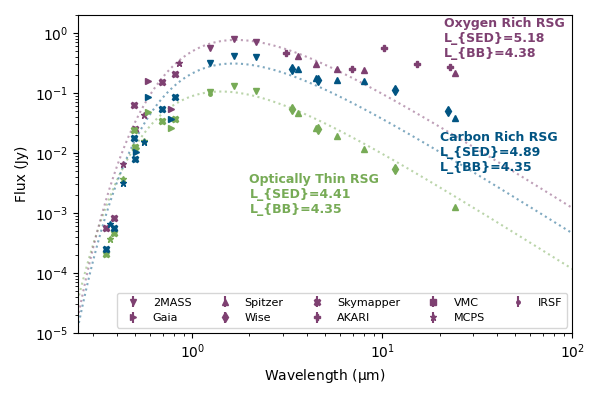 Oxygen Rich RSG
L_{SED}=5.18
L_{BB}=4.38
Carbon Rich RSG
L_{SED}=4.89
L_{BB}=4.35
Optically Thin RSG
L_{SED}=4.41
L_{BB}=4.35
Flux (Jy)
10⁰
10⁻¹
10⁻²
10⁻³
10⁻⁴
10⁻⁵
2MASS Spitzer Skymapper VMC IRSF
Gaia Wise AKARI MCPS
10⁰ 10¹ 10²
Wavelength (µm)